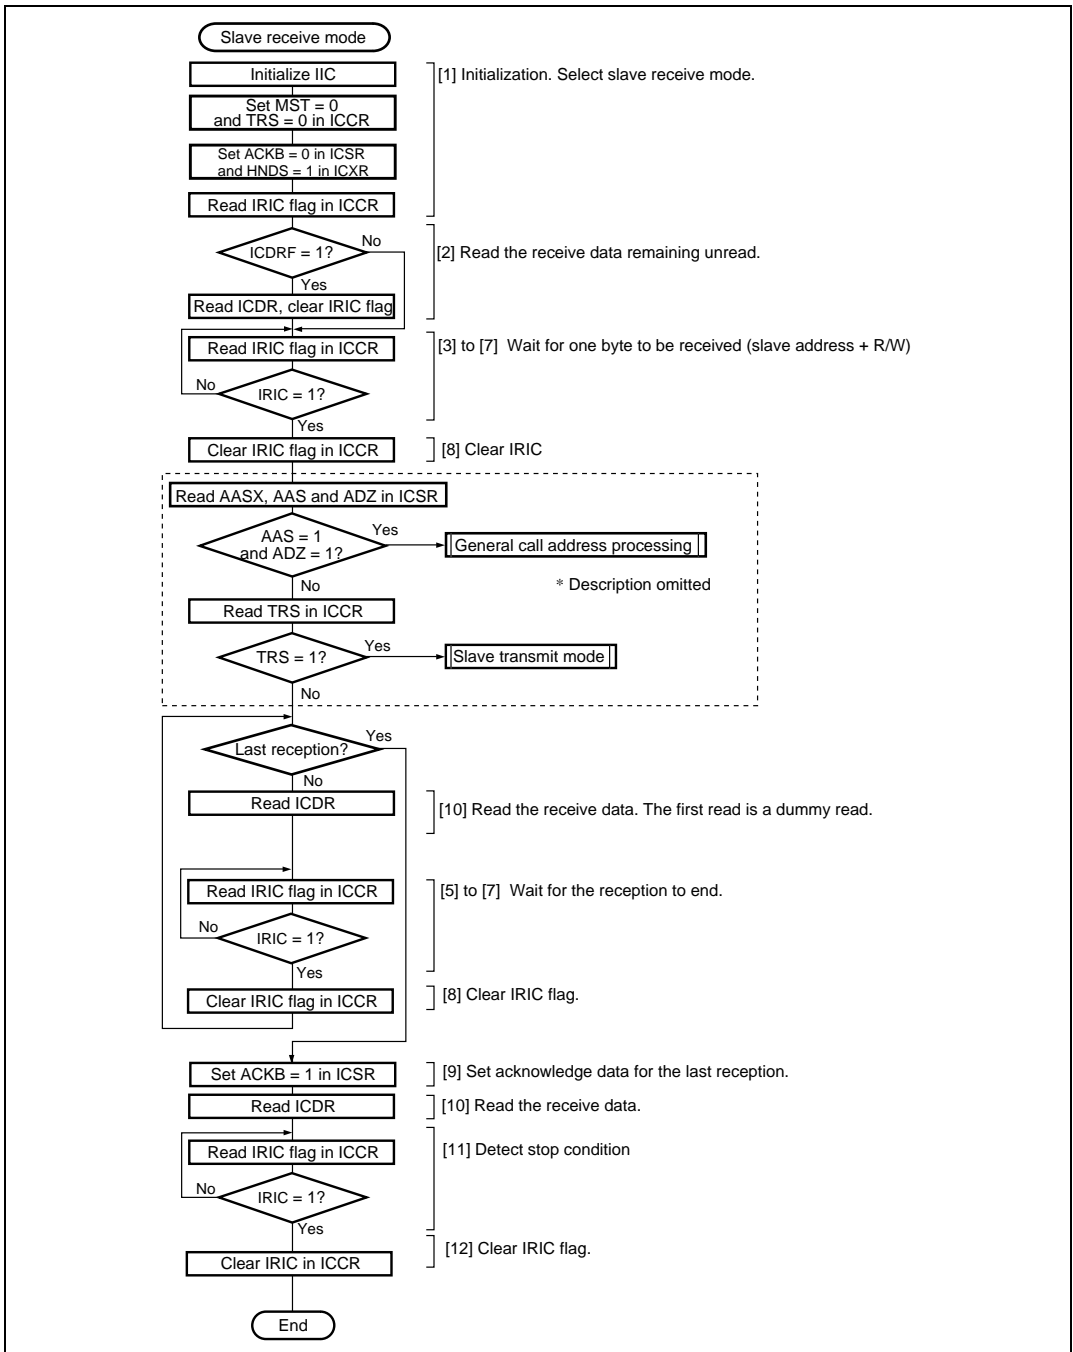 Slave receive mode
Initialize IIC
[1] Initialization. Select slave receive mode.
Set MST = 0
and TRS = 0 in ICCR
Set ACKB = 0 in ICSR
and HNDS = 1 in ICXR
Read IRIC flag in ICCR
ICDRF = 1?
No
[2] Read the receive data remaining unread.
Yes
Read ICDR, clear IRIC flag
Read IRIC flag in ICCR
[3] to [7] Wait for one byte to be received (slave address + R/W)
No
IRIC = 1?
Yes
Clear IRIC flag in ICCR
[8] Clear IRIC
Read AASX, AAS and ADZ in ICSR
AAS = 1
and ADZ = 1?
Yes
General call address processing
No
* Description omitted
Read TRS in ICCR
TRS = 1?
Yes
Slave transmit mode
No
Last reception?
Yes
No
Read ICDR
[10] Read the receive data. The first read is a dummy read.
Read IRIC flag in ICCR
[5] to [7] Wait for the reception to end.
No
IRIC = 1?
Yes
Clear IRIC flag in ICCR
[8] Clear IRIC flag.
Set ACKB = 1 in ICSR
[9] Set acknowledge data for the last reception.
Read ICDR
[10] Read the receive data.
Read IRIC flag in ICCR
[11] Detect stop condition
No
IRIC = 1?
Yes
Clear IRIC in ICCR
[12] Clear IRIC flag.
End